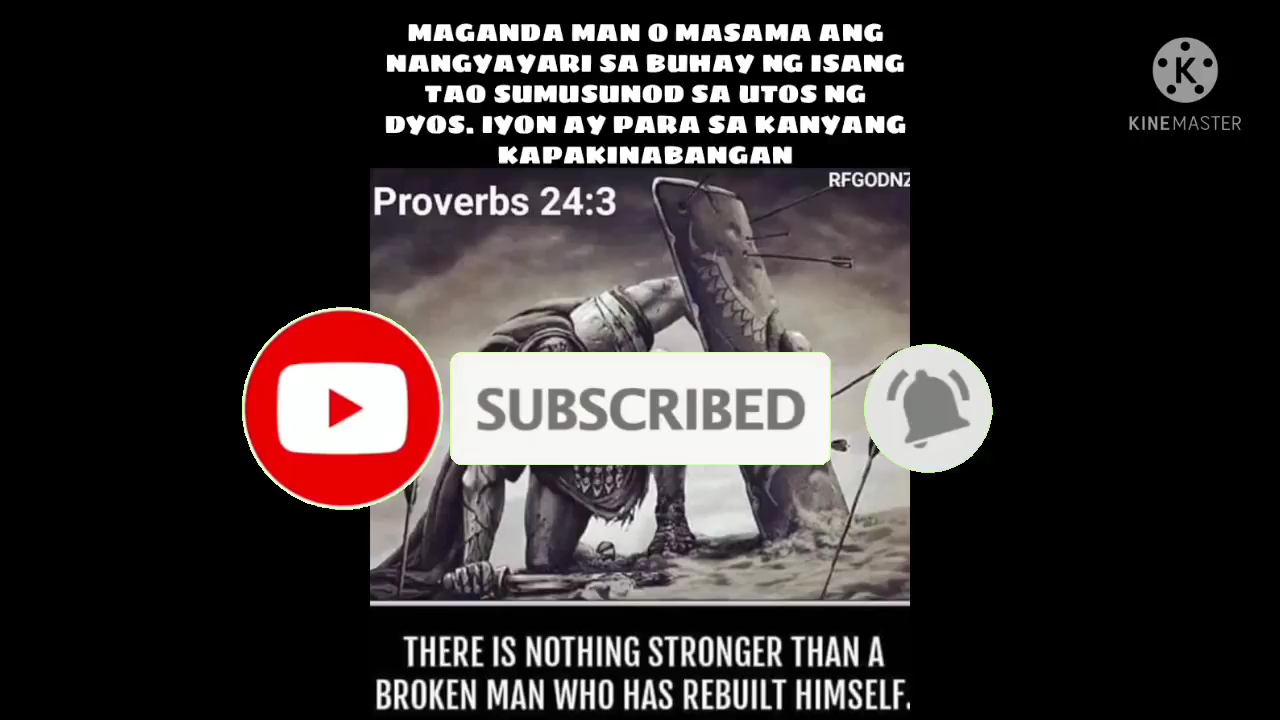 MAGANDA MAN O MASAMA ANG
NANGYAYARI SA BUHAY NG ISANG
TAO SUMUSUNOD SA UTOS NG
DYOS. IYON AY PARA SA KANYANG
KAPAKINABANGAN
K
KINEMASTER
RFGODNZ
Proverbs 24:3
SUBSCRIBED
THERE IS NOTHING STRONGER THAN A
BROKEN MAN WHO HAS REBUILT HIMSELF.